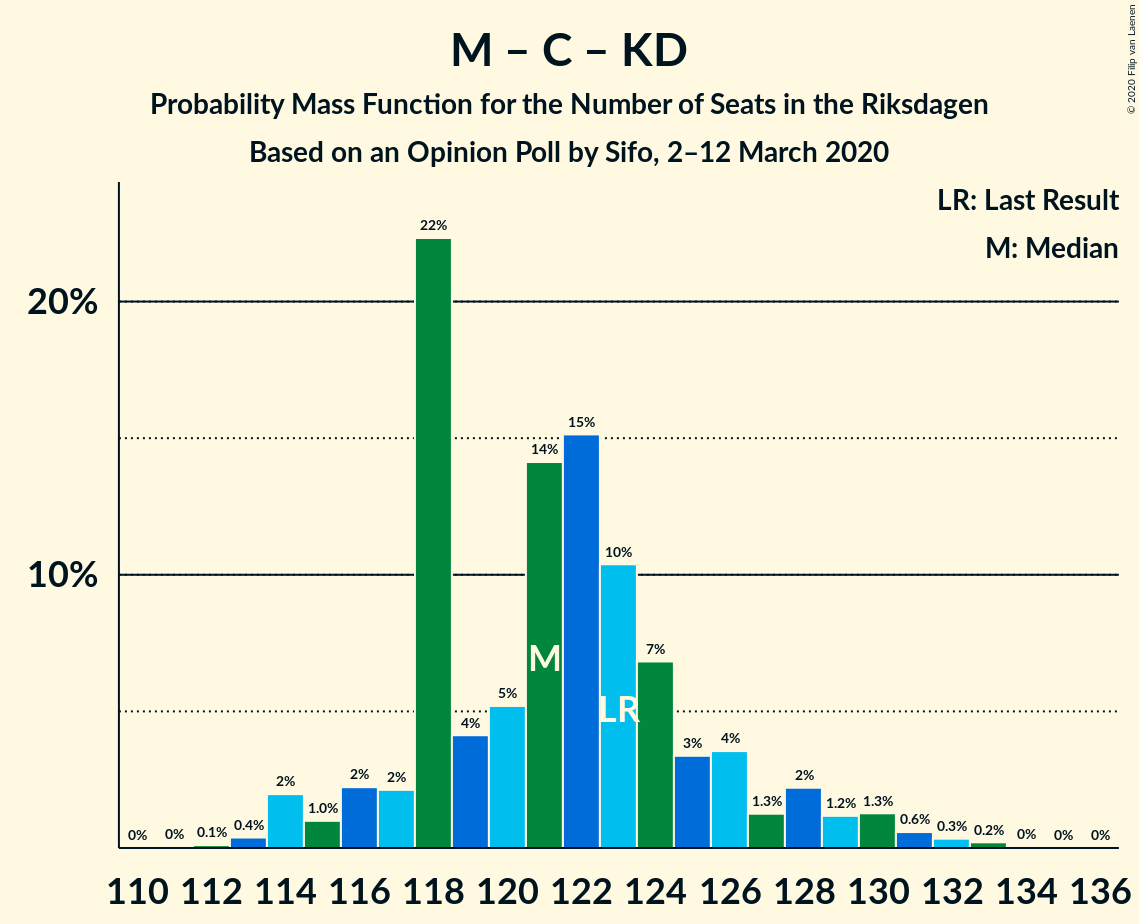 M – C – KD
Probability Mass Function for the Number of Seats in the Riksdagen
Based on an Opinion Poll by Sifo, 2–12 March 2020
© 2020 Filip van Laenen
LR: Last Result
M: Median
20%
10%
0% 0% 0.1% 0.4% 2% 1.0% 2% 2% 22% 4% 5% 14% 15% 10% 7% 3% 4% 1.3% 2% 1.2% 1.3% 0.6% 0.3% 0.2% 0% 0% 0%
M
LR
110 112 114 116 118 120 122 124 126 128 130 132 134 136